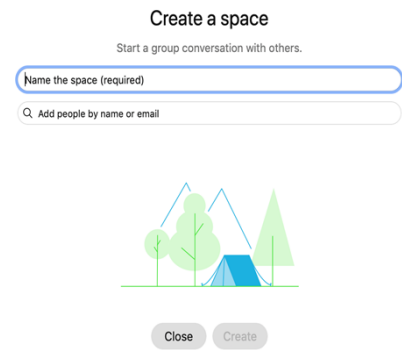 Create a space
Start a group conversation with others.
Name the space (required)
Add people by name or email
Close
Create